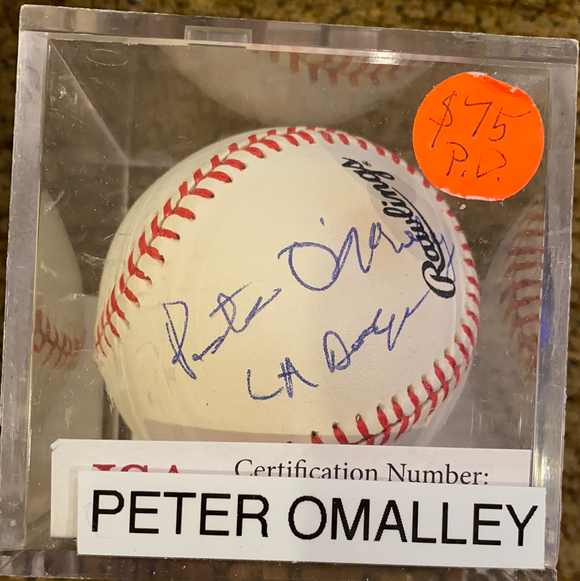 $75
P.D.
Rawlings
Peter O'Malley
LA Dodgers
JSA
Certification Number:
PETER OMALLEY